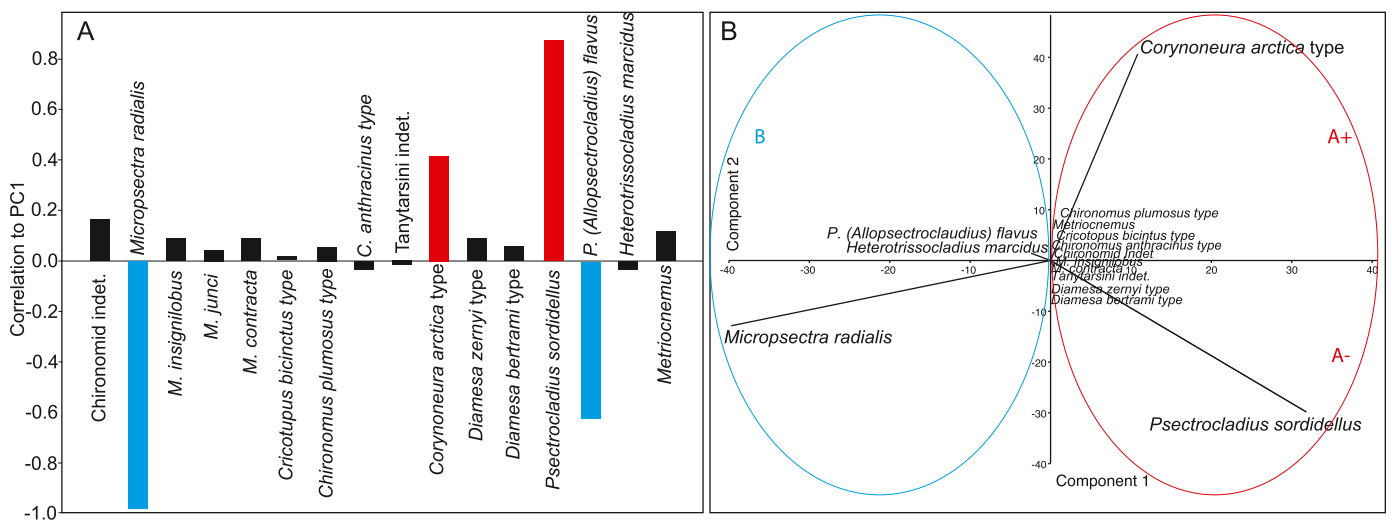 A
Correlation to PC1
0.8
0.6
0.4
0.2
0.0
-0.2
-0.4
-0.6
-0.8
-1.0
Chironomid indet.
Micropsectra radialis
M. insignilobus
M. junci
M. contracta
Cricotupus bicinctus type
Chironomus plumosus type
C. anthracinus type
Tanytarsini indet.
Corynoneura arctica type
Diamesa zernyi type
Diamesa bertrami type
Psectrocladius sordidellus
P. (Allopsectrocladius) flavus
Heterotrissocladius marcidus
Metriocnemus
B
Corynoneura arctica type
40
30
B
A+
20
Component 2
10
Chironomus plumosus type
Metriocnemus
P. (Allopsectroclaudius) flavus
Cricotopus bicintus type
Heterotrissocladius marcidus
Chironomus anthracinus type
Chironomid Indet
M. insignilobus
M. contracta
-40
-30
-20
-10
10
20
30
40
Tanytarsini indet.
Diamesa zernyi type
Diamesa bertrami type
-10
Micropsectra radialis
A-
-20
-30
Psectrocladius sordidellus
-40
Component 1